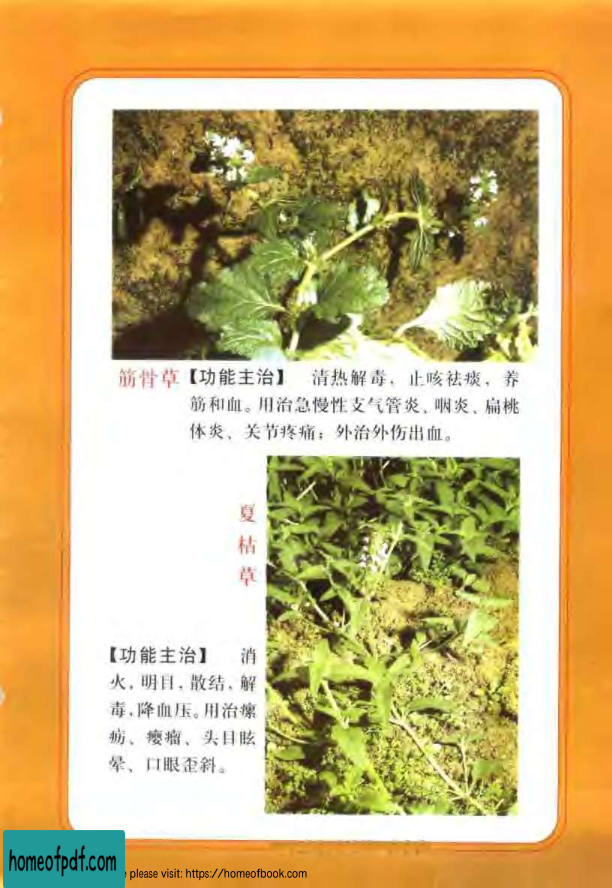 筋骨草【功能主治】 清热解毒，止咳祛痰，养
筋和血。用治急慢性支气管炎、咽炎、扁桃
体炎、关节疼痛；外治外伤出血。
夏
枯
草
【功能主治】 消
火，明目，散结，解
毒，降血压。用治瘰
疬、瘿瘤、头目眩
晕、口眼歪斜。
homeofpdf.com
please visit: https://homeofbook.com